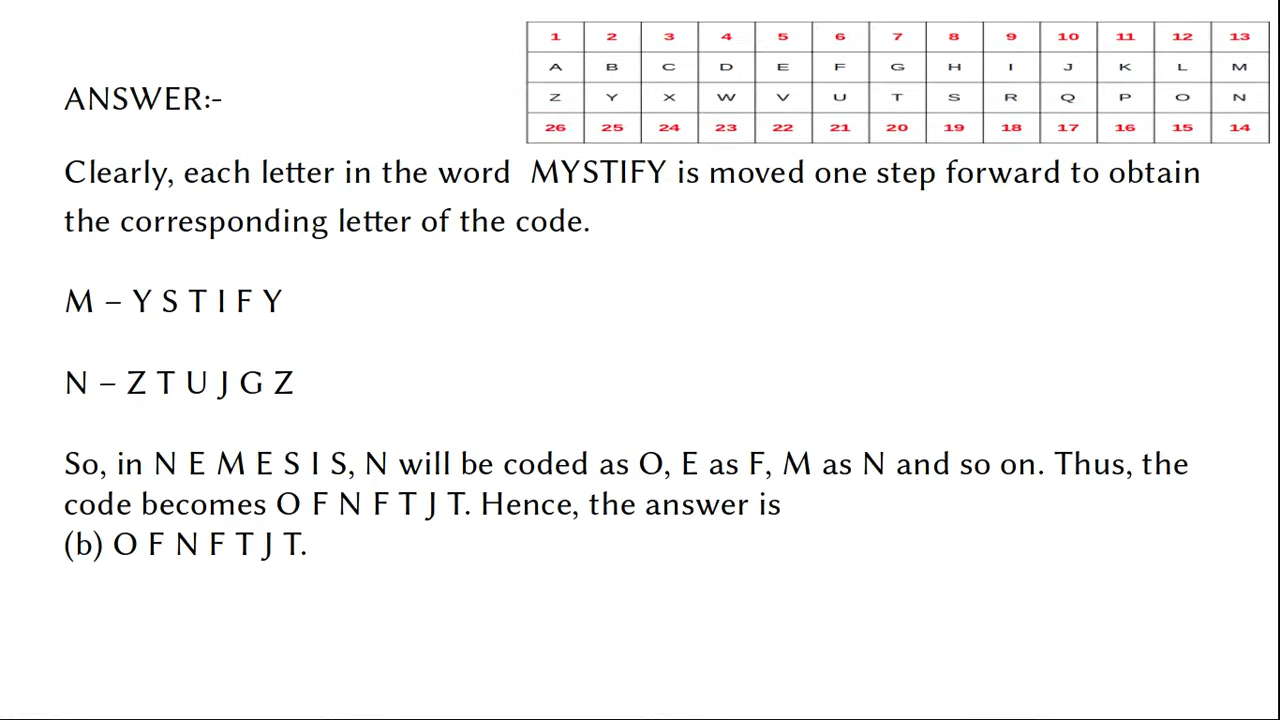 1 2 3 4 5 6 7 8 9 10 11 12 13
A B C D E F G H I J K L M
Z Y X W V U T S R Q P O N
26 25 24 23 22 21 20 19 18 17 16 15 14
ANSWER:-
Clearly, each letter in the word MYSTIFY is moved one step forward to obtain
the corresponding letter of the code.
M – Y S T I F Y
N – Z T U J G Z
So, in N E M E S I S, N will be coded as O, E as F, M as N and so on. Thus, the
code becomes O F N F T J T. Hence, the answer is
(b) O F N F T J T.